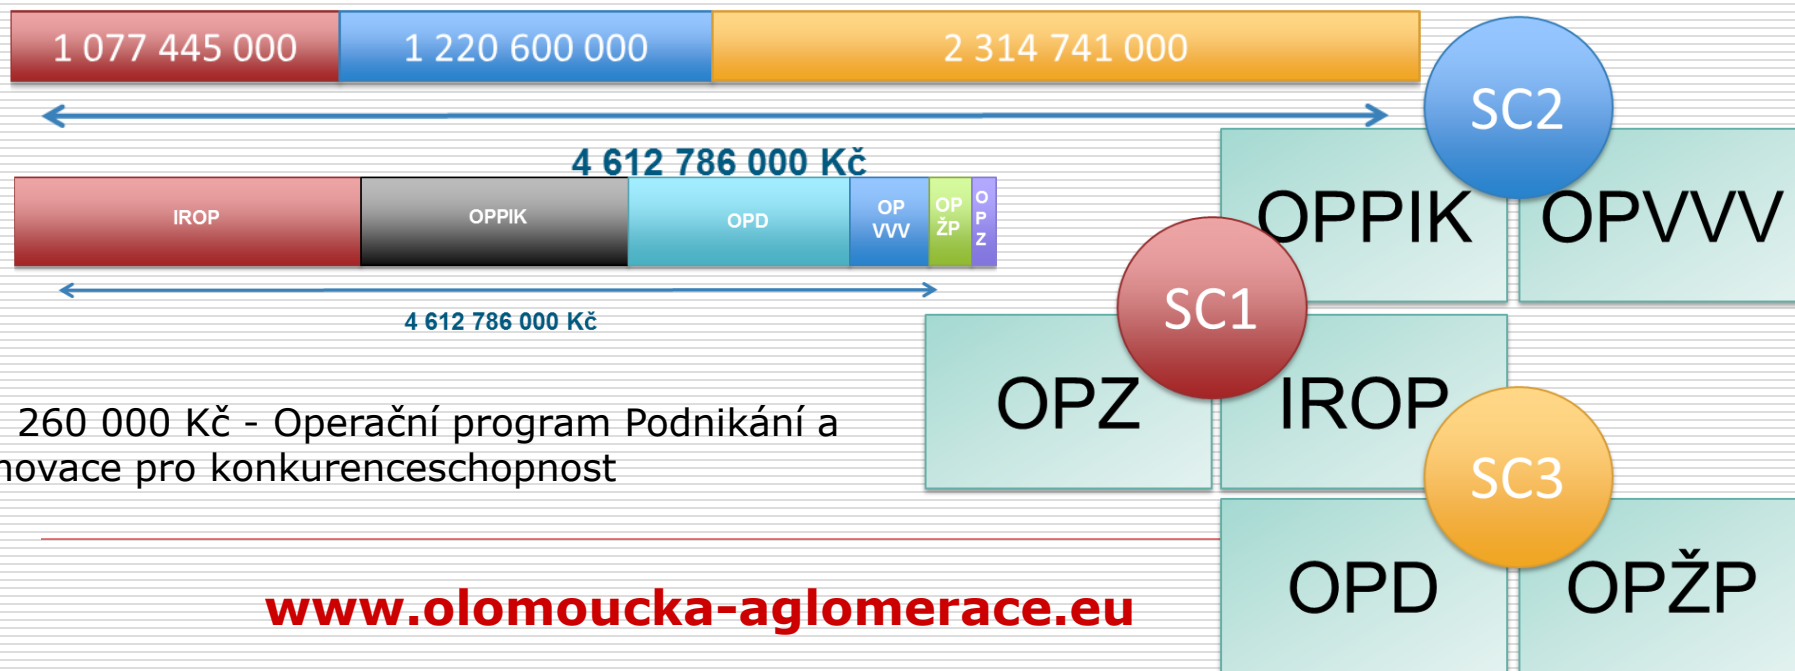 1 077 445 000
1 220 600 000
2 314 741 000
4 612 786 000 Kč
IROP
OPPIK
OPD
OP
VVV
OP
ŽP
O
P
Z
4 612 786 000 Kč
SC2
OPPIK
OPVVV
SC1
OPZ
IROP
SC3
OPD
OPŽP
260 000 Kč - Operační program Podnikání a
novace pro konkurenceschopnost
www.olomoucka-aglomerace.eu